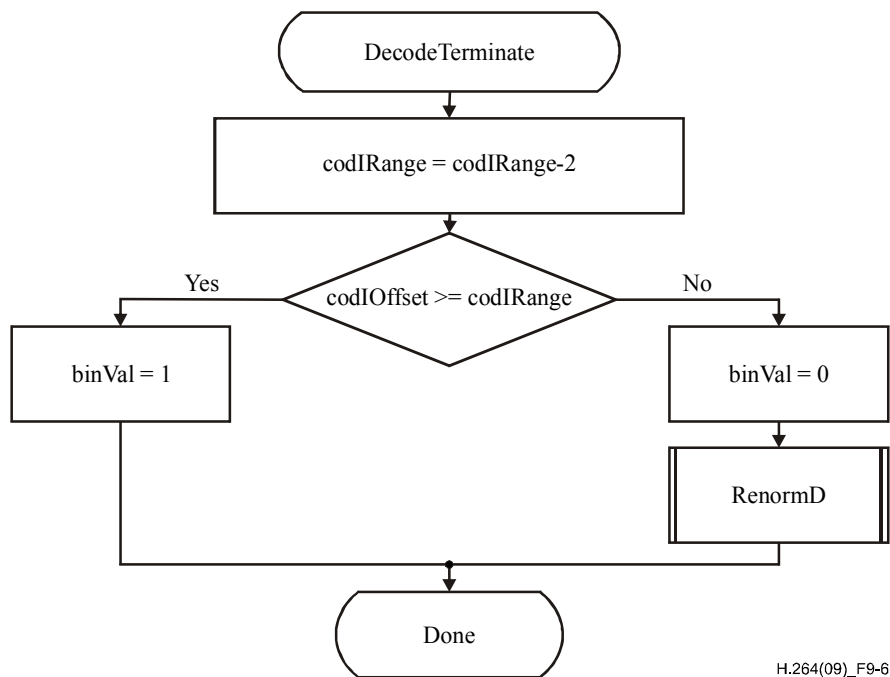 DecodeTerminate
codIRange = codIRange-2
codIOffset >= codIRange
Yes
No
binVal = 1
binVal = 0
RenormD
Done
H.264(09)_F9-6